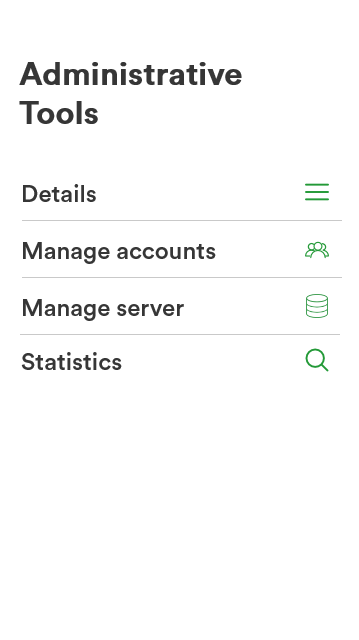 Administrative
Tools
Details
Manage accounts
Manage server
Statistics